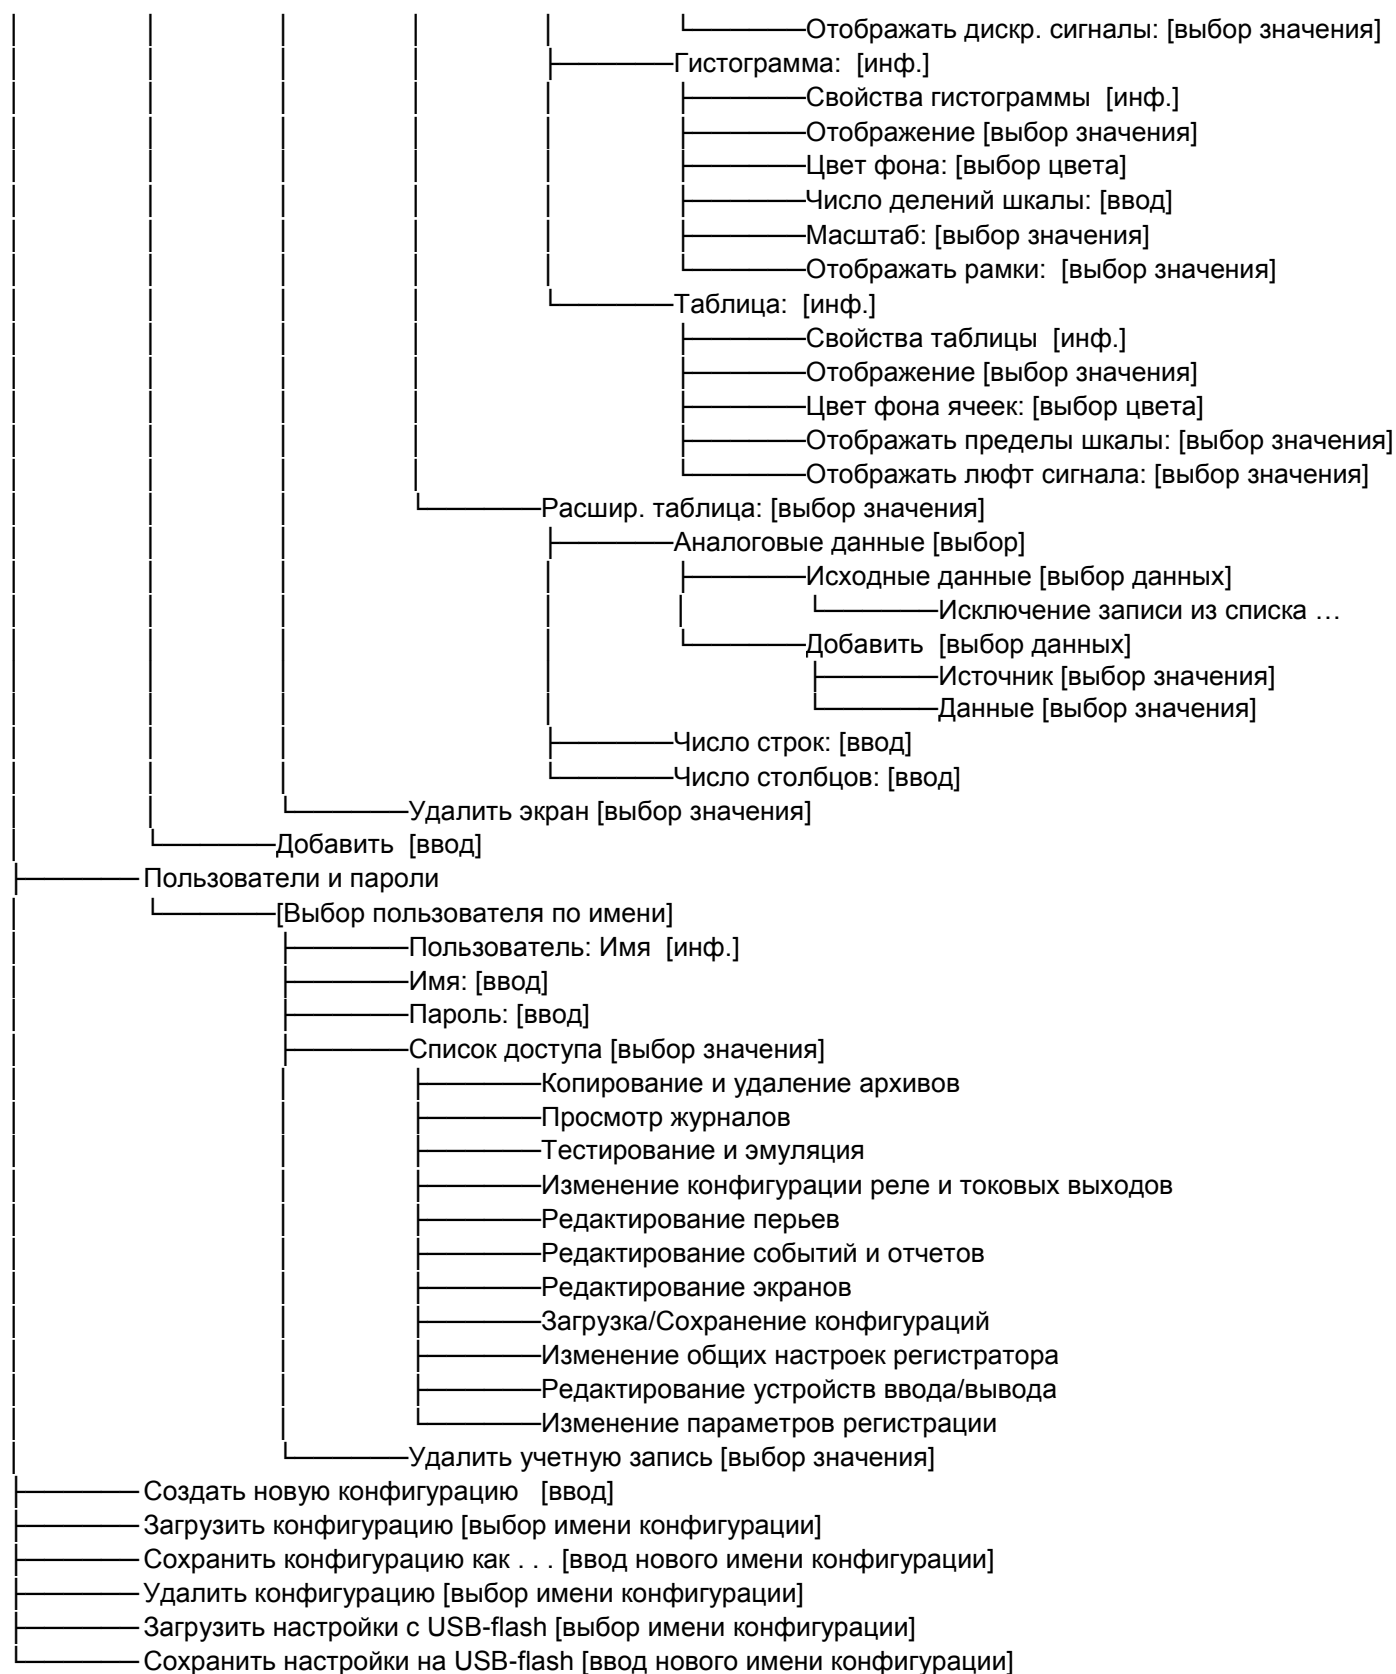 Отображать дискр. сигналы: [выбор значения]
Гистограмма:  [инф.]
Свойства гистограммы  [инф.]
Отображение [выбор значения]
Цвет фона: [выбор цвета]
Число делений шкалы: [ввод]
Масштаб: [выбор значения]
Отображать рамки:  [выбор значения]
Таблица:  [инф.]
Свойства таблицы  [инф.]
Отображение [выбор значения]
Цвет фона ячеек: [выбор цвета]
Отображать пределы шкалы: [выбор значения]
Отображать люфт сигнала: [выбор значения]
Расшир. таблица: [выбор значения]
Аналоговые данные [выбор]
Исходные данные [выбор данных]
Исключение записи из списка …
Добавить  [выбор данных]
Источник [выбор значения]
Данные [выбор значения]
Число строк: [ввод]
Число столбцов: [ввод]
Удалить экран [выбор значения]
Добавить  [ввод]
Пользователи и пароли
[Выбор пользователя по имени]
Пользователь: Имя  [инф.]
Имя: [ввод]
Пароль: [ввод]
Список доступа [выбор значения]
Копирование и удаление архивов
Просмотр журналов
Тестирование и эмуляция
Изменение конфигурации реле и токовых выходов
Редактирование перьев
Редактирование событий и отчетов
Редактирование экранов
Загрузка/Сохранение конфигураций
Изменение общих настроек регистратора
Редактирование устройств ввода/вывода
Изменение параметров регистрации
Удалить учетную запись [выбор значения]
Создать новую конфигурацию   [ввод]
Загрузить конфигурацию [выбор имени конфигурации]
Сохранить конфигурацию как . . . [ввод нового имени конфигурации]
Удалить конфигурацию [выбор имени конфигурации]
Загрузить настройки с USB-flash [выбор имени конфигурации]
Сохранить настройки на USB-flash [ввод нового имени конфигурации]